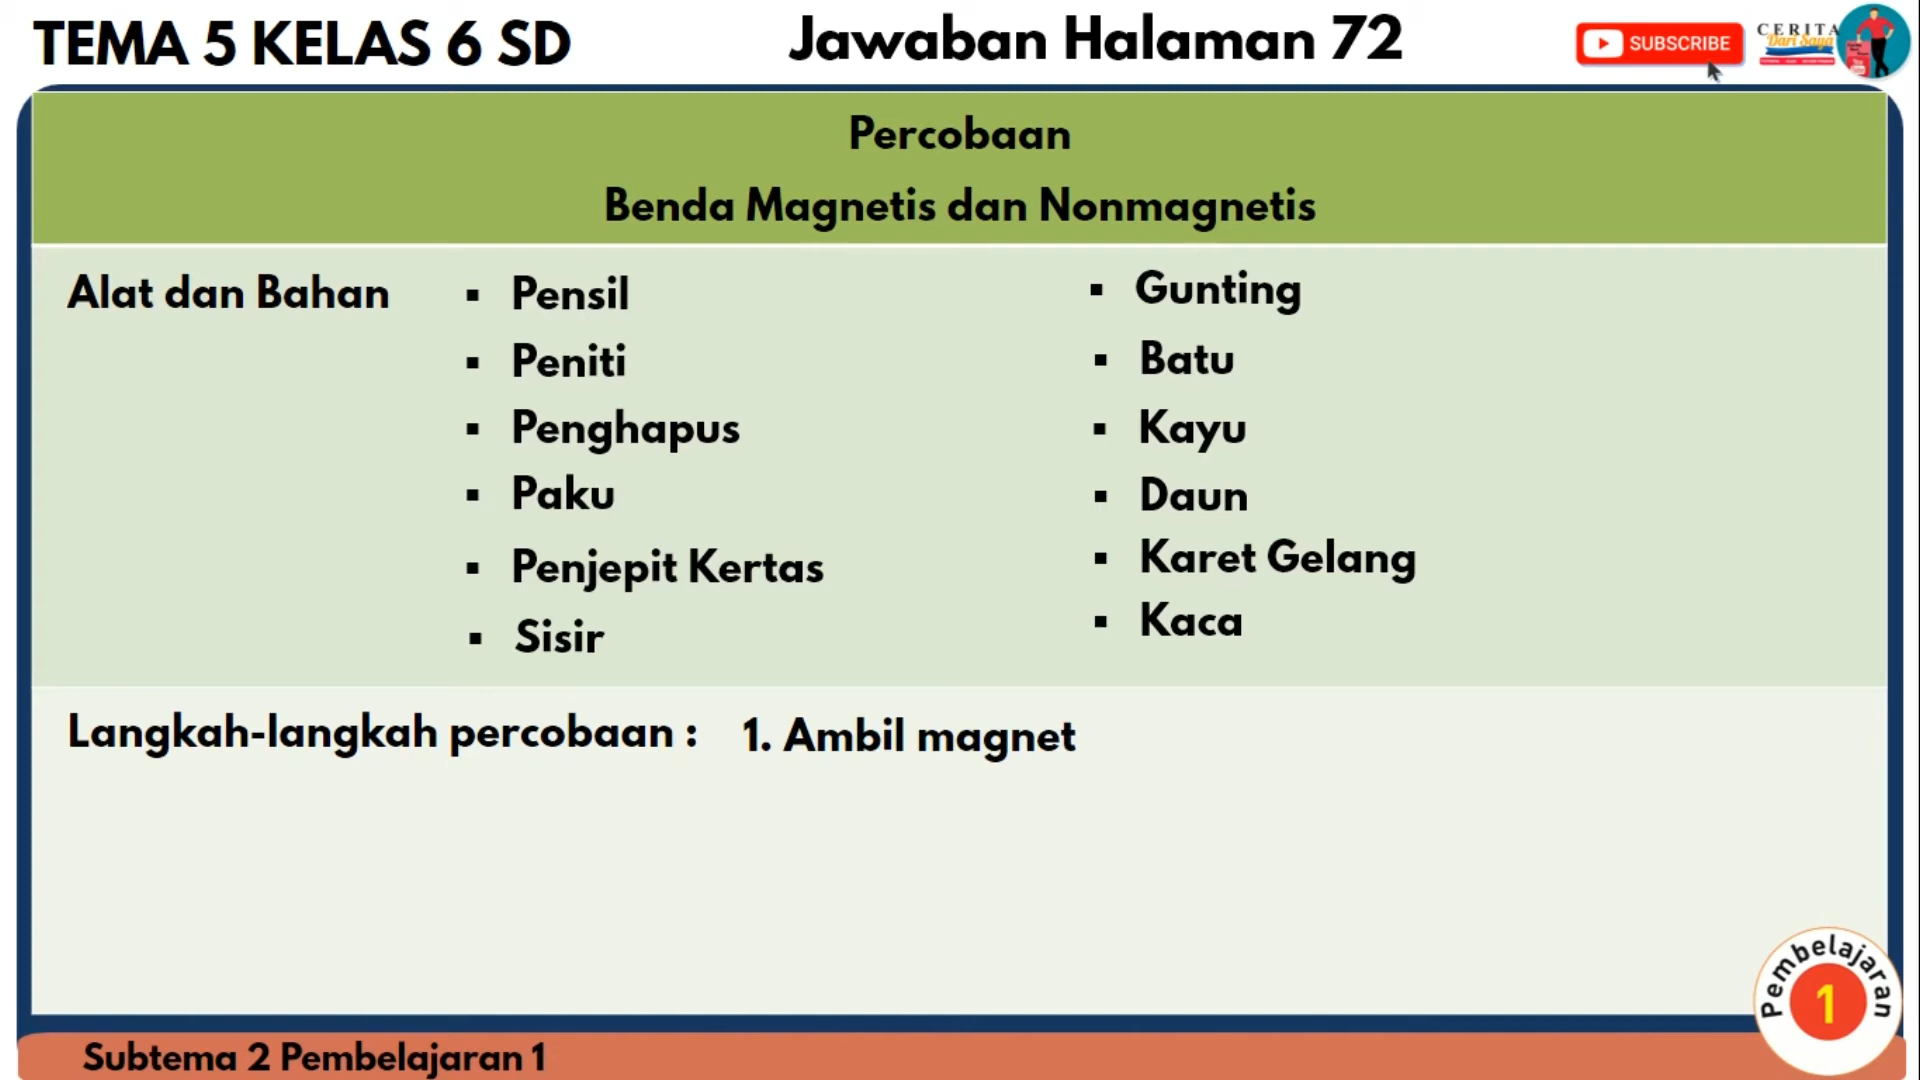 TEMA 5 KELAS 6 SD
Jawaban Halaman 72
SUBSCRIBE
CERITA
Dari Saya
Percobaan
Benda Magnetis dan Nonmagnetis
Alat dan Bahan
▪ Pensil
▪ Peniti
▪ Penghapus
▪ Paku
▪ Penjepit Kertas
▪ Sisir
▪ Gunting
▪ Batu
▪ Kayu
▪ Daun
▪ Karet Gelang
▪ Kaca
Langkah-langkah percobaan : 1. Ambil magnet
Pembelajaran
1
Subtema 2 Pembelajaran 1